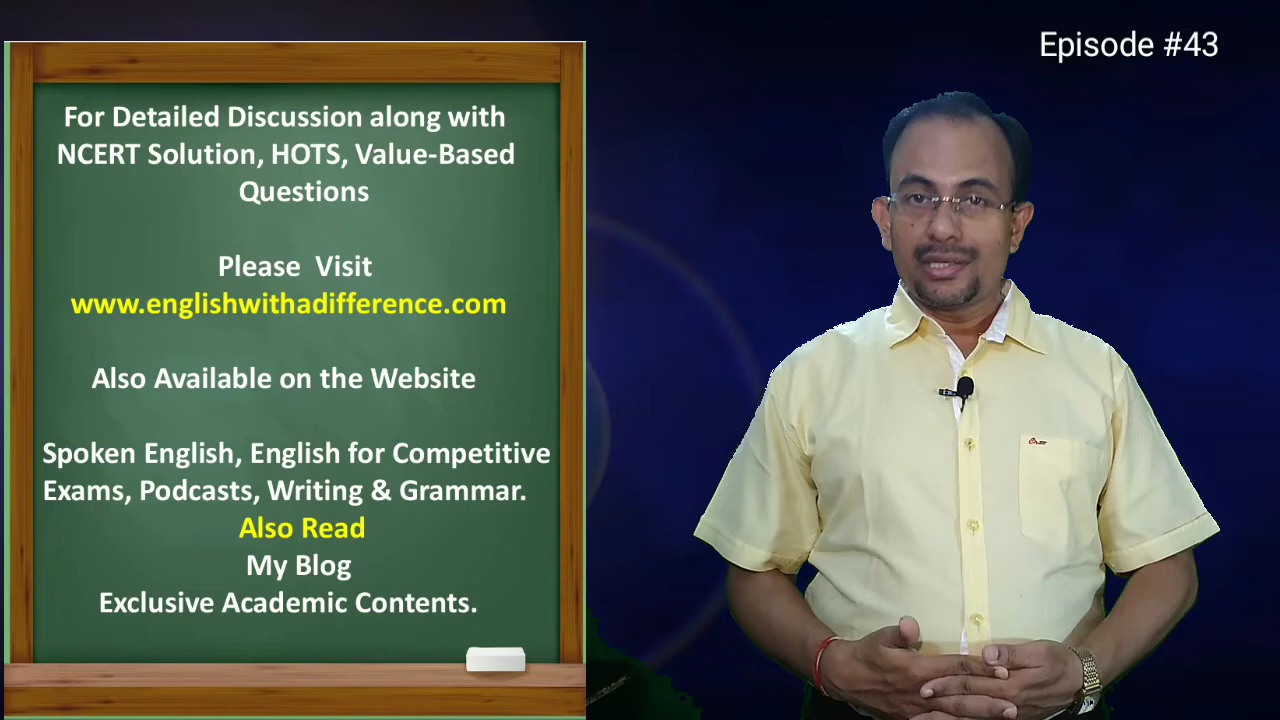 Episode #43
For Detailed Discussion along with
NCERT Solution, HOTS, Value-Based
Questions
Please Visit
www.englishwithadifference.com
Also Available on the Website
Spoken English, English for Competitive
Exams, Podcasts, Writing & Grammar.
Also Read
My Blog
Exclusive Academic Contents.